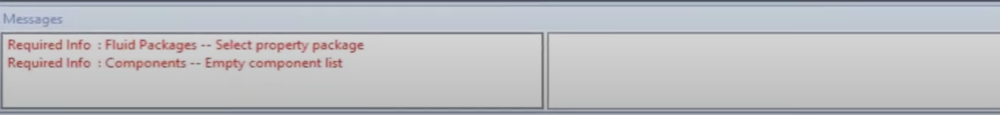 Messages
Required Info : Fluid Packages -- Select property package
Required Info : Components -- Empty component list